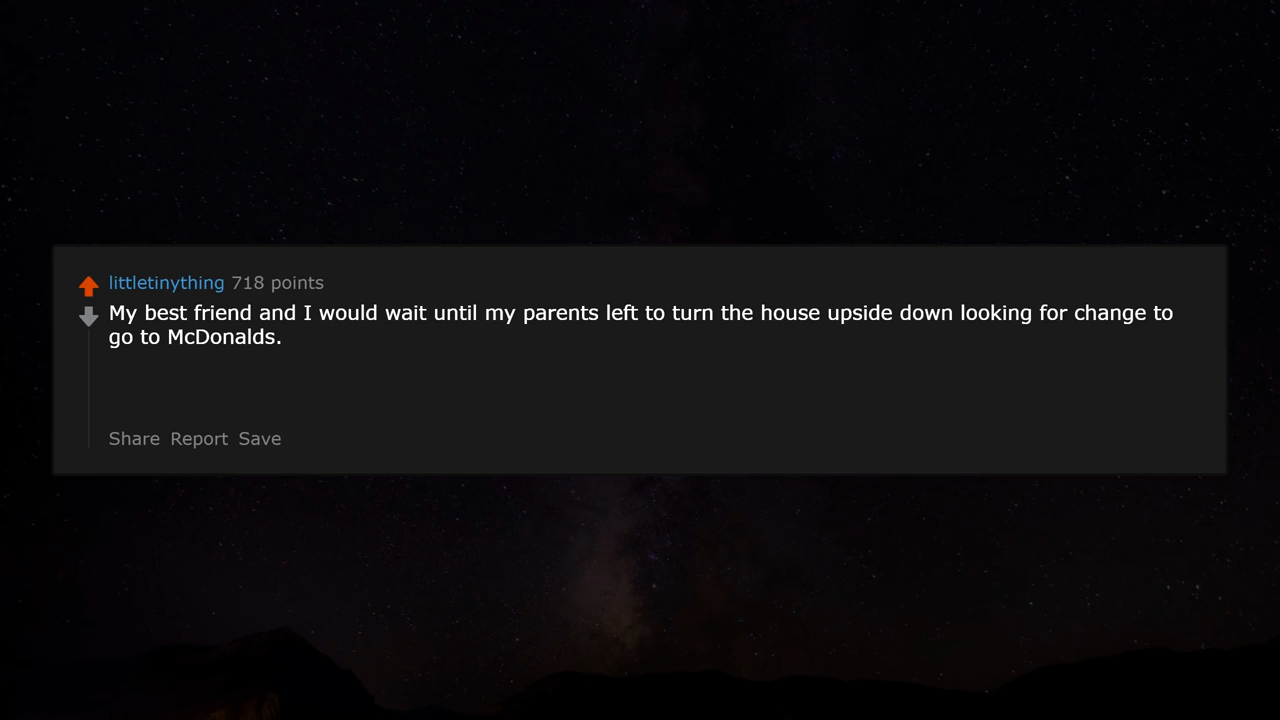 littletinything 718 points
My best friend and I would wait until my parents left to turn the house upside down looking for change to
go to McDonalds.
Share Report Save